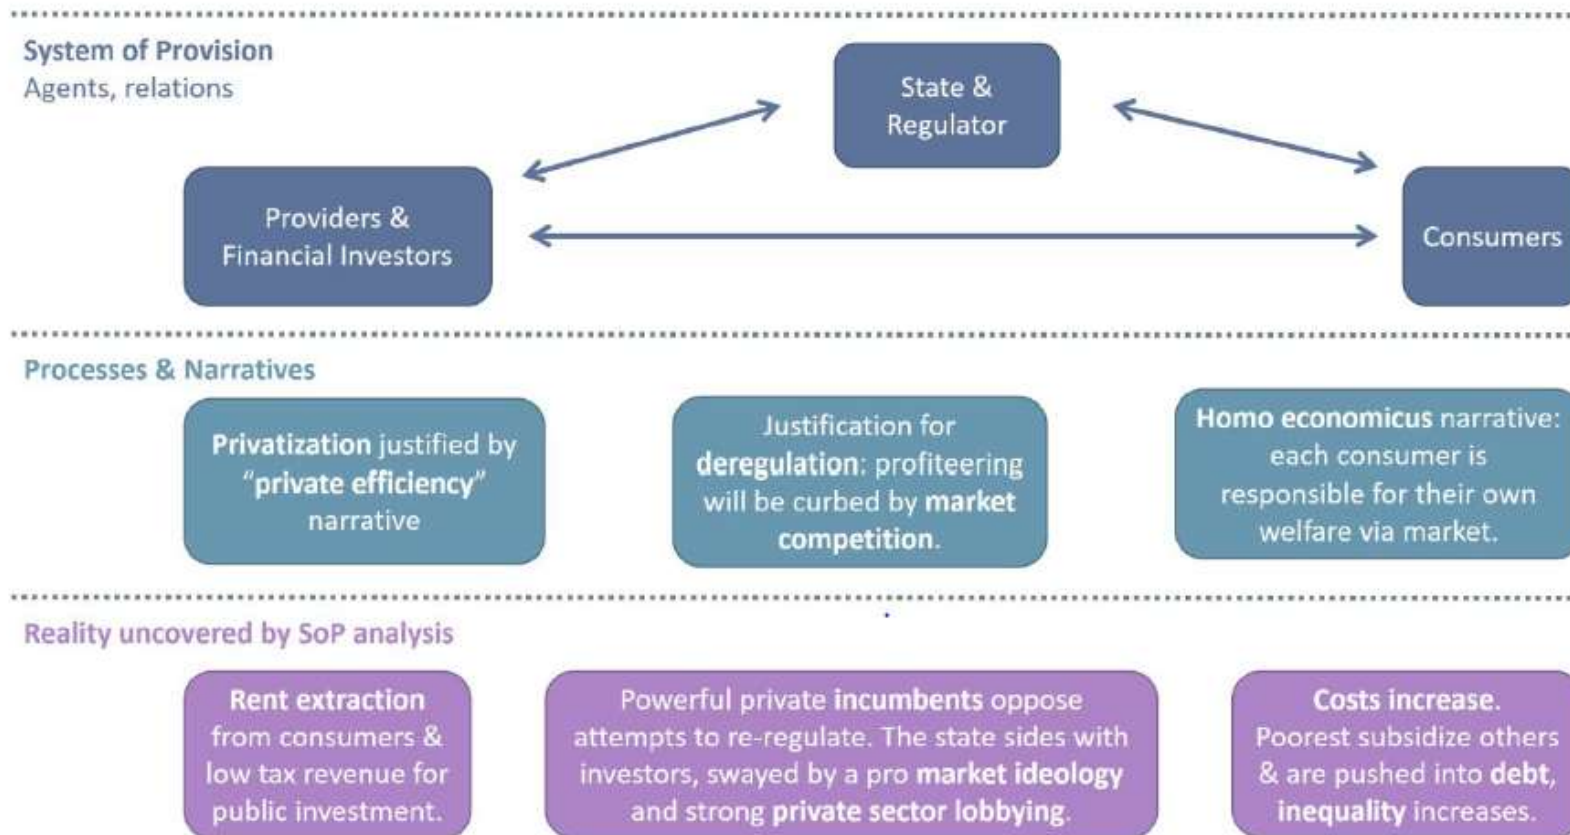 System of Provision
Agents, relations
State &
Regulator
Providers &
Financial Investors
Consumers
Processes & Narratives
Privatization justified by
“private efficiency”
narrative
Justification for
deregulation: profiteering
will be curbed by market
competition.
Homo economicus narrative:
each consumer is
responsible for their own
welfare via market.
Reality uncovered by SoP analysis
Rent extraction
from consumers &
low tax revenue for
public investment.
Powerful private incumbents oppose
attempts to re-regulate. The state sides with
investors, swayed by a pro market ideology
and strong private sector lobbying.
Costs increase.
Poorest subsidize others
& are pushed into debt,
inequality increases.